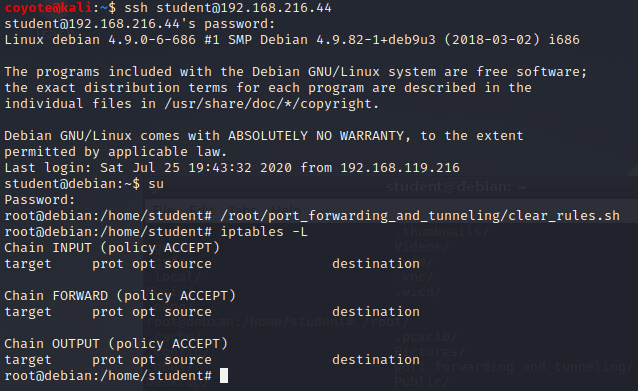 coyote@kali:~$ ssh student@192.168.216.44
student@192.168.216.44's password:
Linux debian 4.9.0-6-686 #1 SMP Debian 4.9.82-1+deb9u3 (2018-03-02) i686
The programs included with the Debian GNU/Linux system are free software;
the exact distribution terms for each program are described in the
individual files in /usr/share/doc/*/copyright.
Debian GNU/Linux comes with ABSOLUTELY NO WARRANTY, to the extent
permitted by applicable law.
Last login: Sat Jul 25 19:43:32 2020 from 192.168.119.216
student@debian:~$ su
Password:
root@debian:/home/student# /root/port_forwarding_and_tunneling/clear_rules.sh
root@debian:/home/student# iptables -L
Chain INPUT (policy ACCEPT)
target prot opt source destination
Chain FORWARD (policy ACCEPT)
target prot opt source destination
Chain OUTPUT (policy ACCEPT)
target prot opt source destination
root@debian:/home/student#